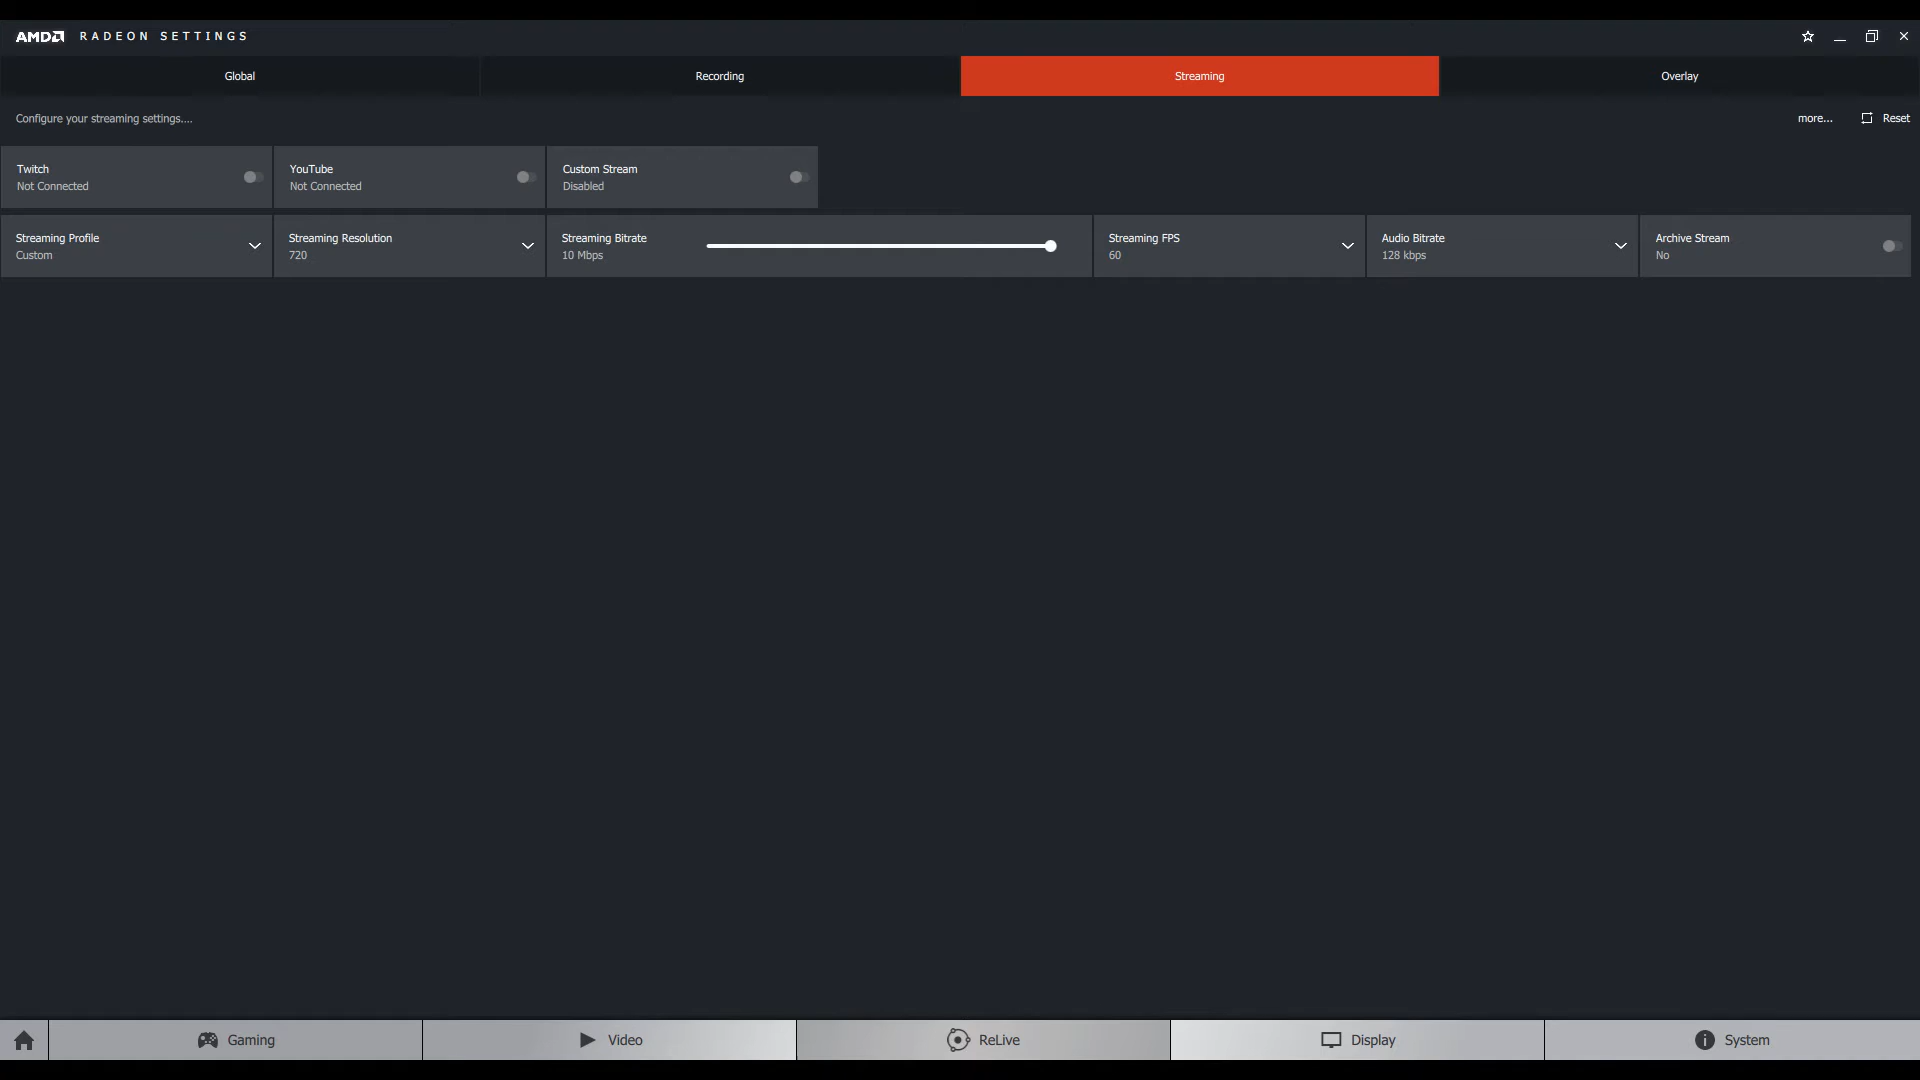 AMD RADEON SETTINGS
Global
Recording
Streaming
Overlay
Configure your streaming settings....
more...
Reset
Twitch
Not Connected
YouTube
Not Connected
Custom Stream
Disabled
Streaming Profile
Custom
Streaming Resolution
720
Streaming Bitrate
10 Mbps
Streaming FPS
60
Audio Bitrate
128 kbps
Archive Stream
No
Gaming
Video
ReLive
Display
System